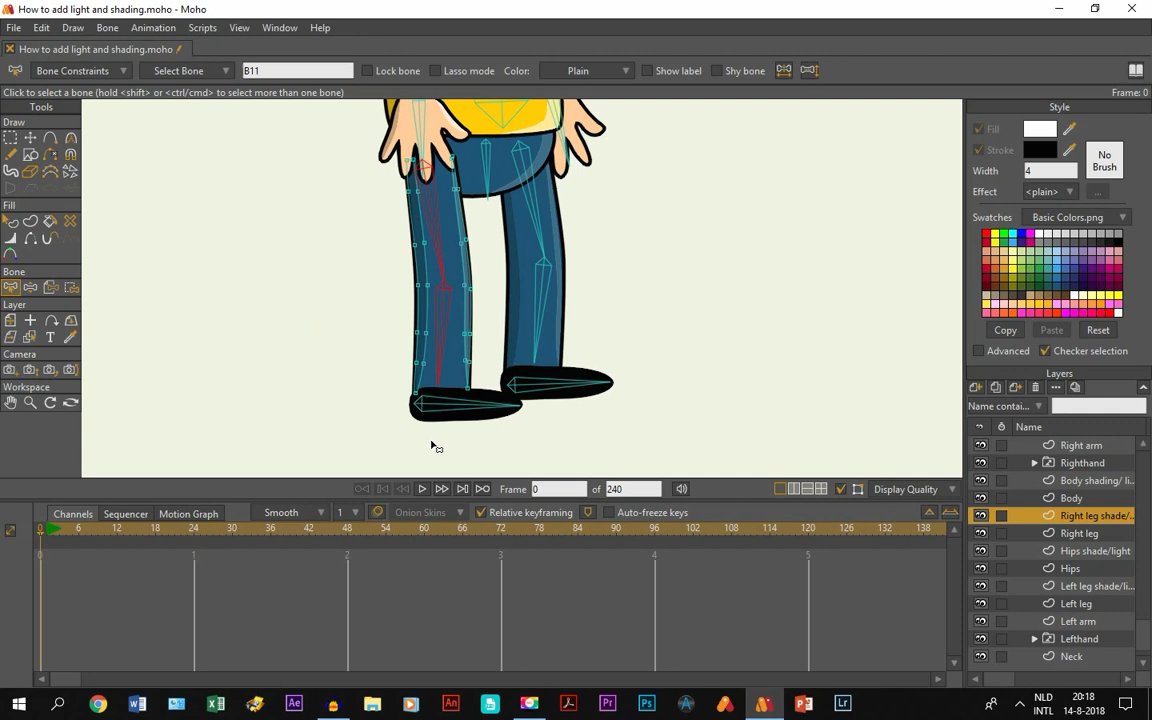 How to add light and shading.moho - Moho
File Edit Draw Bone Animation Scripts View Window Help
How to add light and shading.moho
Bone Constraints Select Bone B11 Lock bone Lasso mode Color: Plain Show label Shy bone
Click to select a bone (hold <shift> or <ctrl/cmd> to select more than one bone) Frame: 0
Tools
Draw
Fill
Bone
Layer
Camera
Workspace
Style
Fill
Stroke
No Brush
Width 4
Effect <plain> ...
Swatches Basic Colors.png
Copy Paste Reset
Advanced Checker selection
Layers
Name contai...
Name
Right arm
Righthand
Body shading/ li...
Body
Right leg shade/...
Right leg
Hips shade/light
Hips
Left leg shade/li...
Left leg
Left arm
Lefthand
Neck
Frame 0 of 240 Display Quality
Channels Sequencer Motion Graph Smooth 1 Onion Skins Relative keyframing Auto-freeze keys
0 6 12 18 24 30 36 42 48 54 60 66 72 78 84 90 96 102 108 114 120 126 132 138
0 1 2 3 4 5
NLD 20:18
INTL 14-8-2018